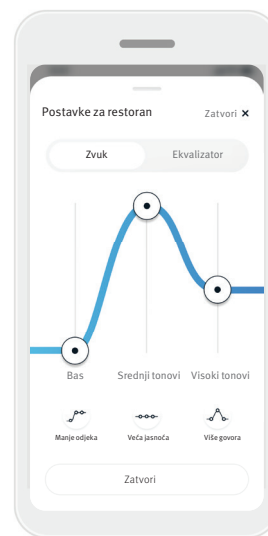 Postavke za restoran
Zatvori ×
Zvuk
Ekvalizator
Bas
Srednji tonovi
Visoki tonovi
Manje odjeka
Veća jasnoća
Više govora
Zatvori